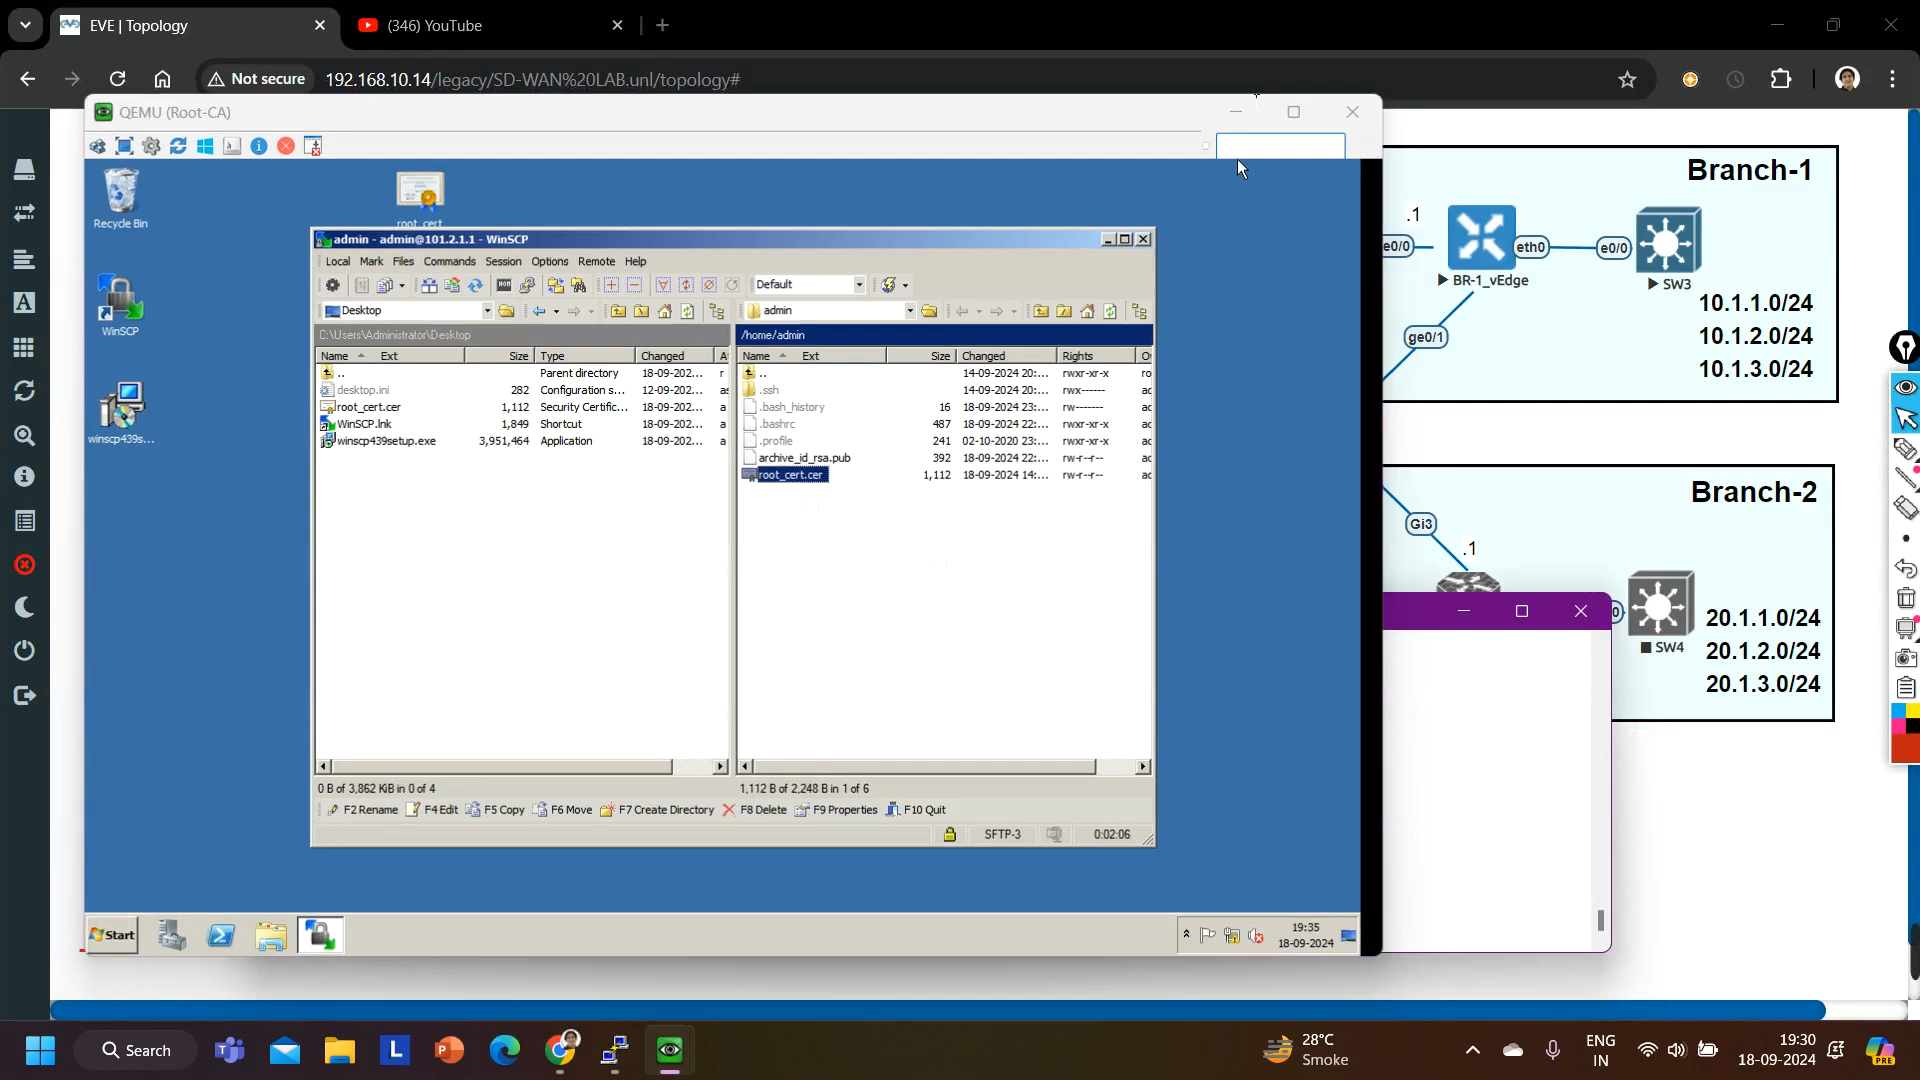 EVE | Topology
(346) YouTube
Not secure
192.168.10.14/legacy/SD-WAN%20LAB.unl/topology#
QEMU (Root-CA)
Recycle Bin
root_cert
WinSCP
winscp439s...
admin - admin@101.2.1.1 - WinSCP
Local Mark Files Commands Session Options Remote Help
Default
Desktop
admin
C:\Users\Administrator\Desktop
/home/admin
Name Ext Size Type Changed A
Name Ext Size Changed Rights O
.. Parent directory 18-09-202... r
desktop.ini 282 Configuration s... 12-09-202... as
root_cert.cer 1,112 Security Certific... 18-09-202... a
WinSCP.lnk 1,849 Shortcut 18-09-202... a
winscp439setup.exe 3,951,464 Application 18-09-202... a
.. 14-09-2024 20:... rwxr-xr-x ro
.ssh 14-09-2024 20:... rwx------ ac
.bash_history 16 18-09-2024 23:... rw------- ac
.bashrc 487 18-09-2024 22:... rwxr-xr-x ac
.profile 241 02-10-2020 23:... rwxr-xr-x ac
archive_id_rsa.pub 392 18-09-2024 22:... rw-r--r-- ac
root_cert.cer 1,112 18-09-2024 14:... rw-r--r-- ac
0 B of 3,862 KiB in 0 of 4
1,112 B of 2,248 B in 1 of 6
F2 Rename F4 Edit F5 Copy F6 Move F7 Create Directory F8 Delete F9 Properties F10 Quit
SFTP-3
0:02:06
Start
19:35
18-09-2024
Branch-1
.1
e0/0
eth0
e0/0
BR-1_vEdge
SW3
ge0/1
10.1.1.0/24
10.1.2.0/24
10.1.3.0/24
Branch-2
Gi3
.1
0
SW4
20.1.1.0/24
20.1.2.0/24
20.1.3.0/24
Search
28°C
Smoke
ENG
IN
19:30
18-09-2024
PRE